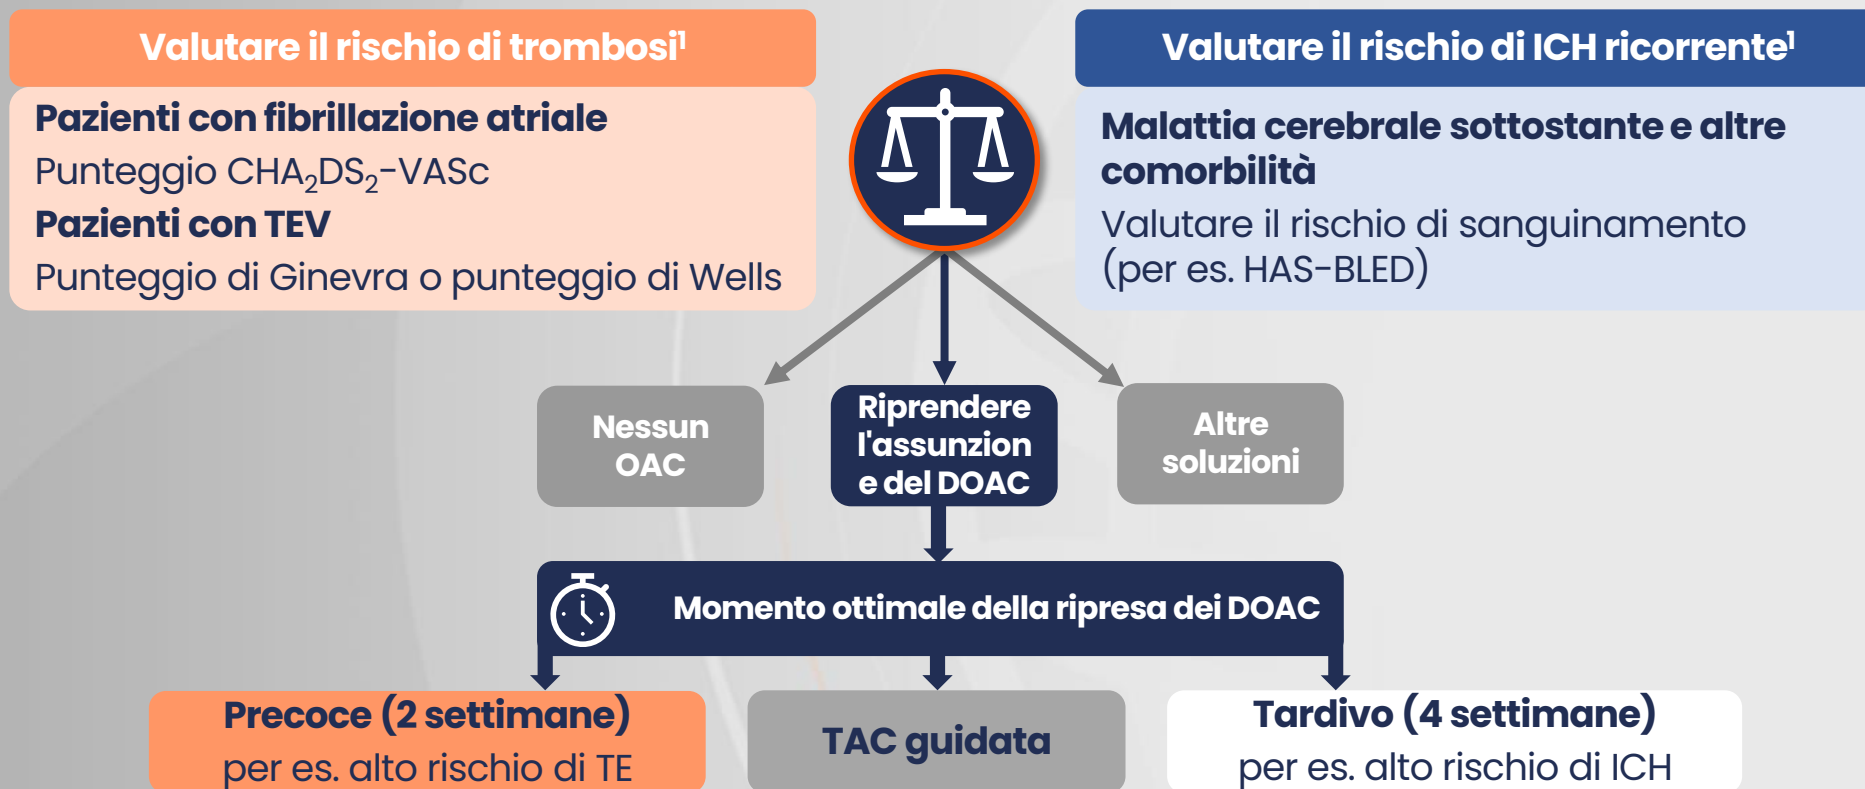 Valutare il rischio di trombosi¹
Pazienti con fibrillazione atriale
Punteggio CHA₂DS₂-VASc
Pazienti con TEV
Punteggio di Ginevra o punteggio di Wells
Valutare il rischio di ICH ricorrente¹
Malattia cerebrale sottostante e altre
comorbilità
Valutare il rischio di sanguinamento
(per es. HAS-BLED)
Nessun
OAC
Riprendere
l'assunzion
e del DOAC
Altre
soluzioni
Momento ottimale della ripresa dei DOAC
Precoce (2 settimane)
per es. alto rischio di TE
TAC guidata
Tardivo (4 settimane)
per es. alto rischio di ICH